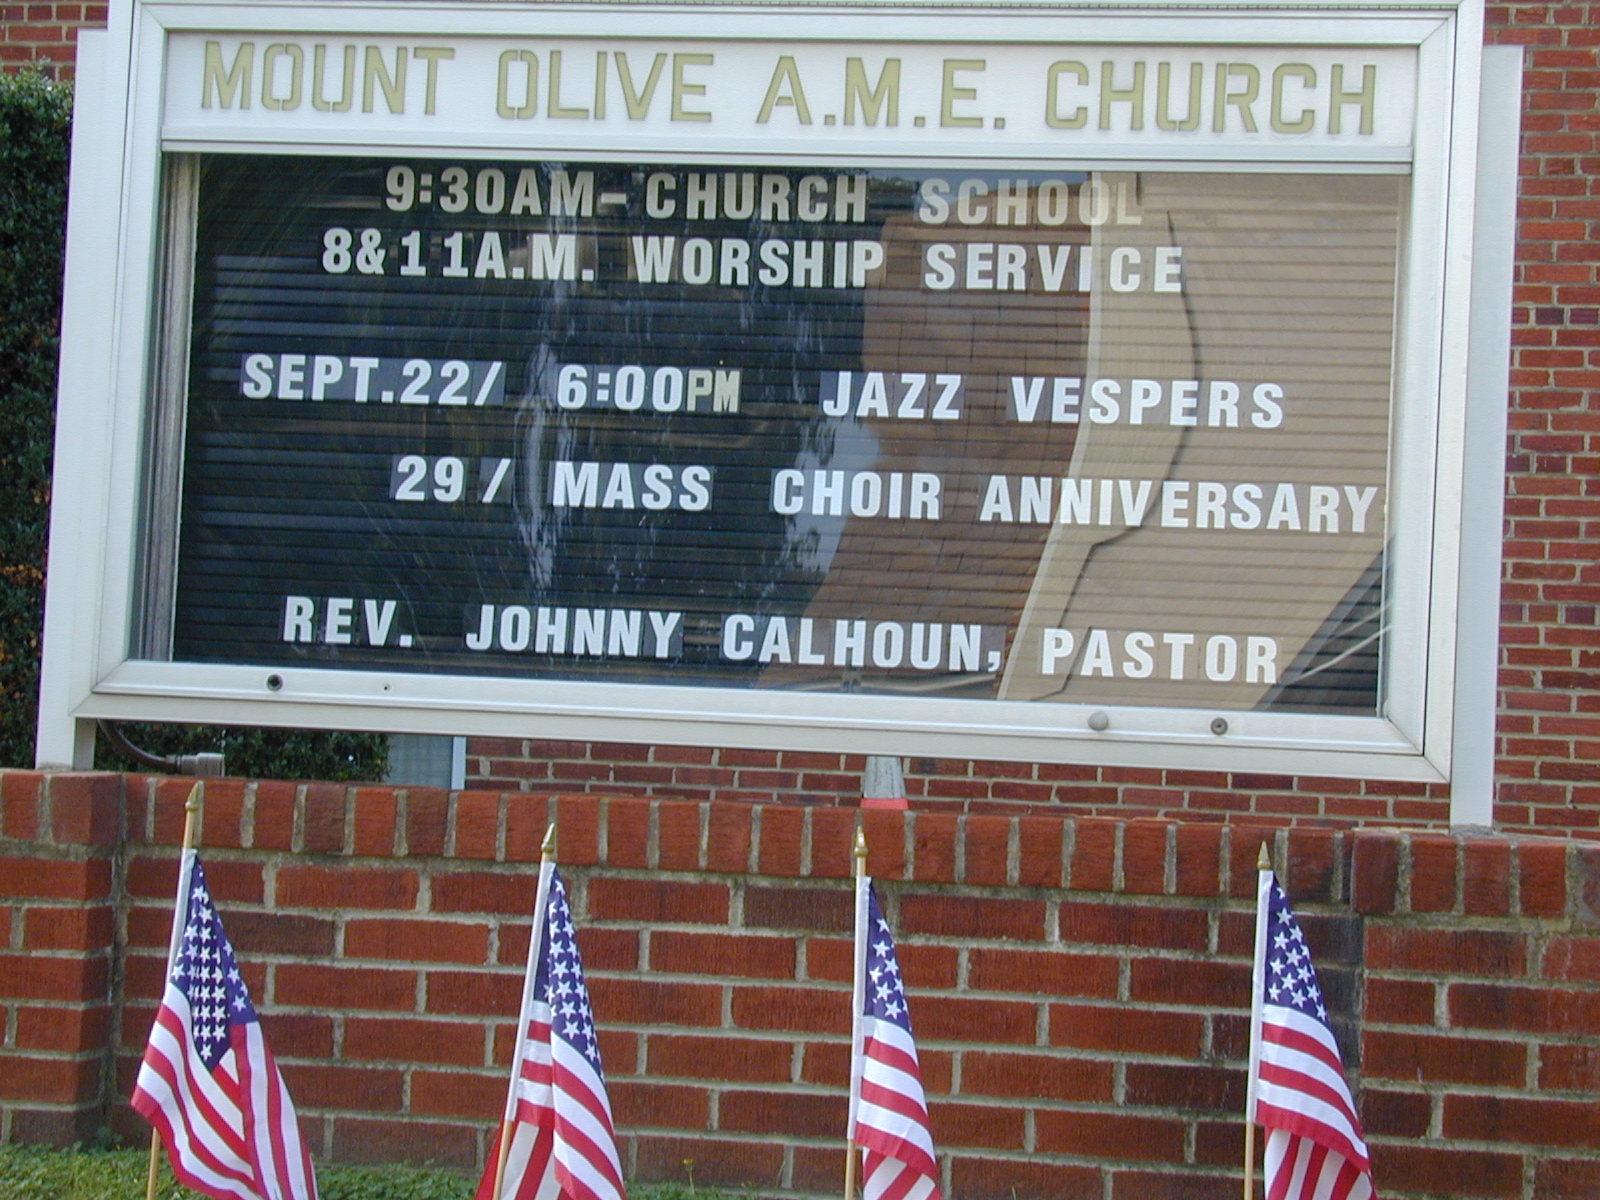 MOUNT OLIVE A.M.E. CHURCH
9:30AM- CHURCH SCHOOL
8&11A.M. WORSHIP SERVICE
SEPT.22/ 6:00PM JAZZ VESPERS
29/ MASS CHOIR ANNIVERSARY
REV. JOHNNY CALHOUN, PASTOR